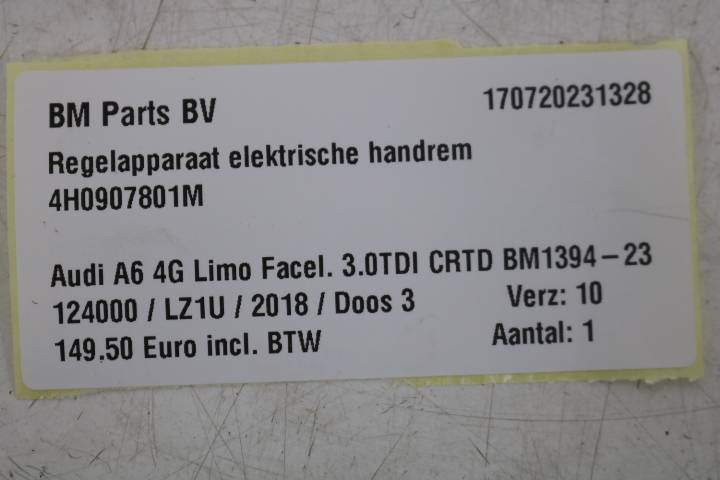 BM Parts BV 170720231328
Regelapparaat elektrische handrem
4H0907801M
Audi A6 4G Limo Facel. 3.0TDI CRTD BM1394-23
124000 / LZ1U / 2018 / Doos 3 Verz: 10
149.50 Euro incl. BTW Aantal: 1